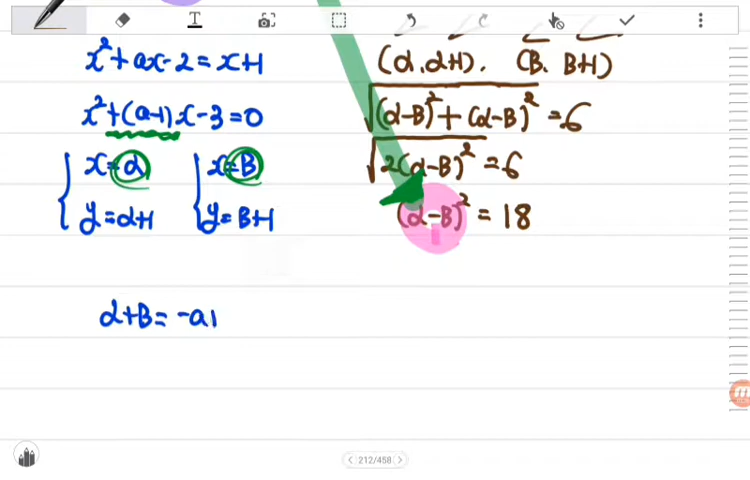 x²+ax-2=x+1
x²+(a-1)x-3=0
x=α
y=α+1
x=β
y=β+1
α+β=-a1
(α, α+1), (β, β+1)
√(α-β)²+(α-β)²=6
√2(α-β)²=6
(α-β)²=18
212/458